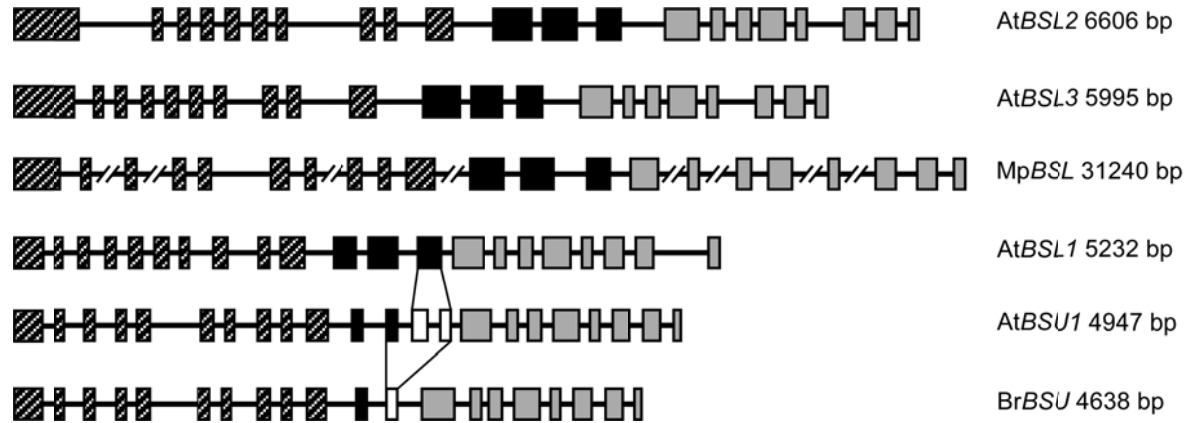 AtBSL2 6606 bp
AtBSL3 5995 bp
MpBSL 31240 bp
AtBSL1 5232 bp
AtBSU1 4947 bp
BrBSU 4638 bp